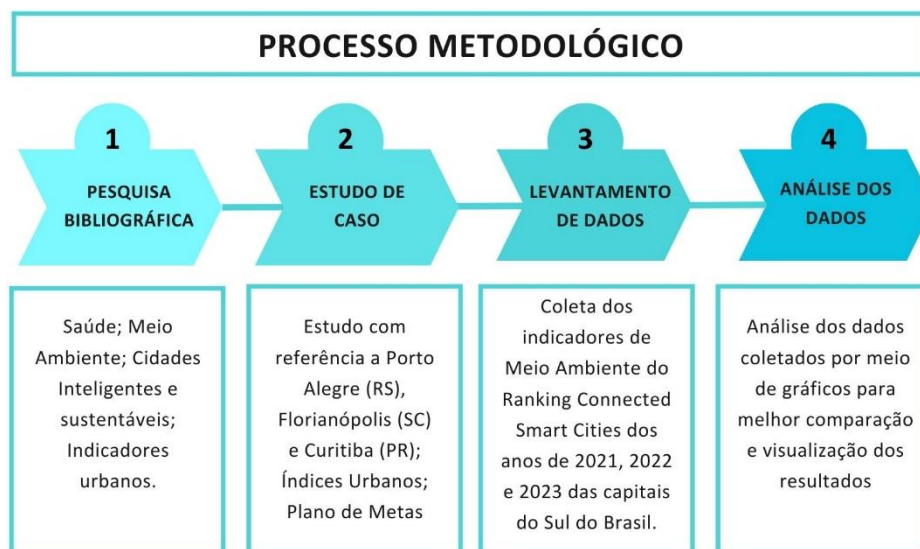 PROCESSO METODOLÓGICO
1
PESQUISA
BIBLIOGRÁFICA
2
ESTUDO DE
CASO
3
LEVANTAMENTO
DE DADOS
4
ANÁLISE DOS
DADOS
Saúde; Meio
Ambiente; Cidades
Inteligentes e
sustentáveis;
Indicadores
urbanos.
Estudo com
referência a Porto
Alegre (RS),
Florianópolis (SC)
e Curitiba (PR);
Índices Urbanos;
Plano de Metas
Coleta dos
indicadores de
Meio Ambiente do
Ranking Connected
Smart Cities dos
anos de 2021, 2022
e 2023 das capitais
do Sul do Brasil.
Análise dos dados
coletados por meio
de gráficos para
melhor comparação
e visualização dos
resultados